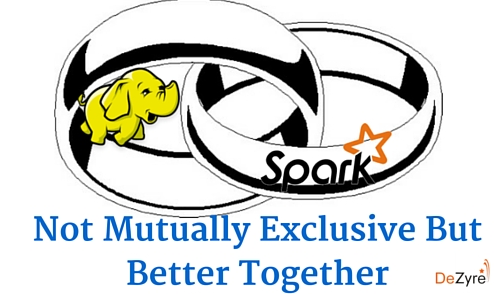 Spark
Not Mutually Exclusive But
Better Together
DeZyre